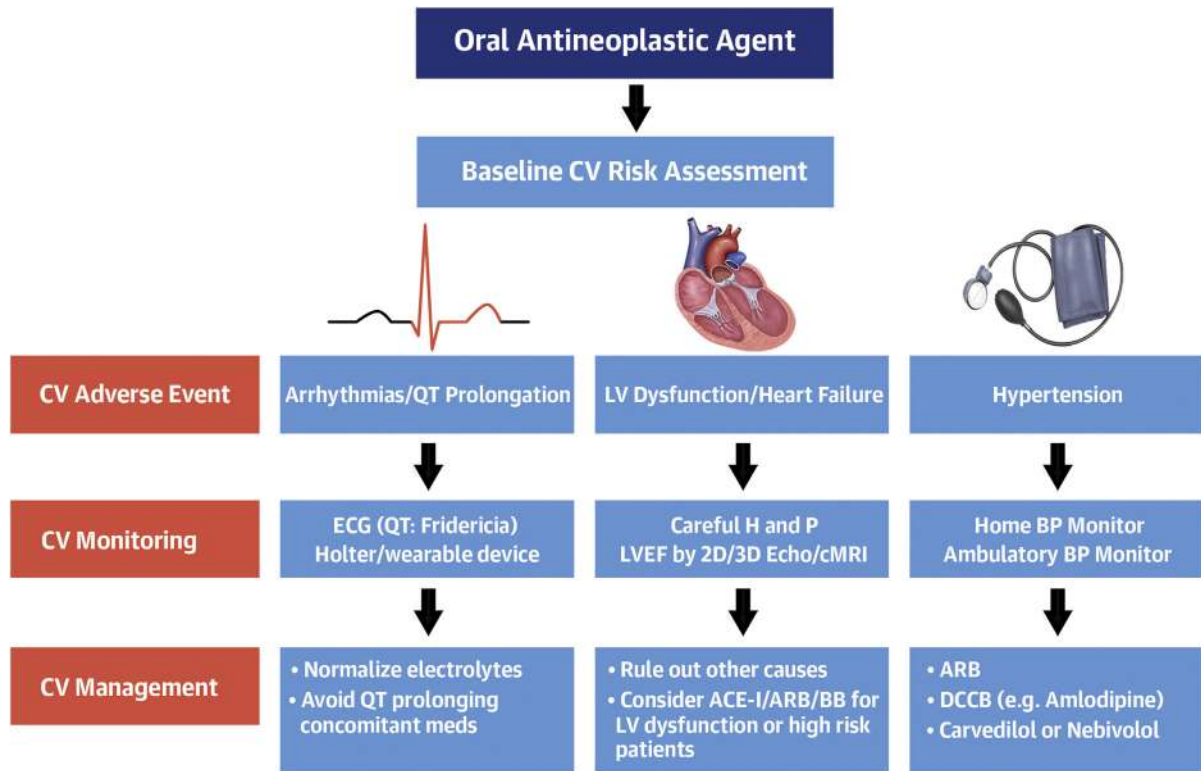 Oral Antineoplastic Agent
Baseline CV Risk Assessment
CV Adverse Event
Arrhythmias/QT Prolongation
LV Dysfunction/Heart Failure
Hypertension
CV Monitoring
ECG (QT: Fridericia)
Holter/wearable device
Careful H and P
LVEF by 2D/3D Echo/cMRI
Home BP Monitor
Ambulatory BP Monitor
CV Management
• Normalize electrolytes
• Avoid QT prolonging
concomitant meds
• Rule out other causes
• Consider ACE-I/ARB/BB for
LV dysfunction or high risk
patients
• ARB
• DCCB (e.g. Amlodipine)
• Carvedilol or Nebivolol